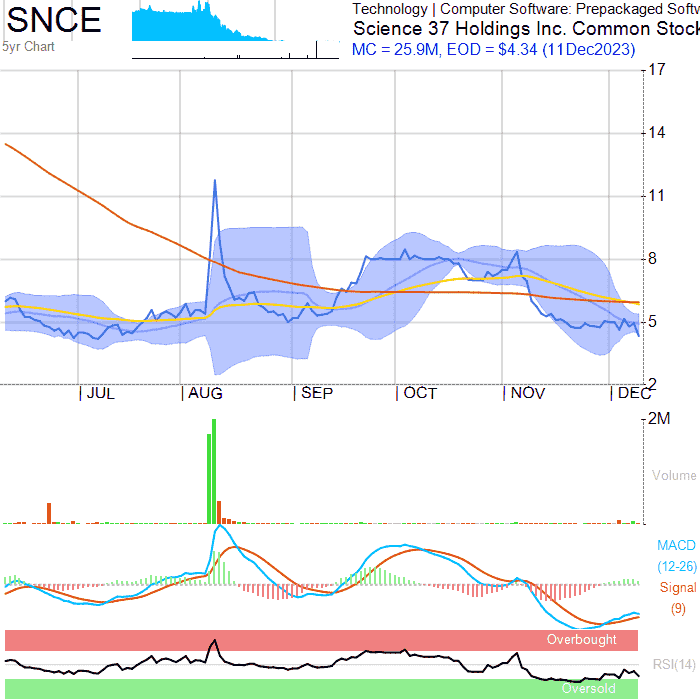 SNCE
5yr Chart
Technology | Computer Software: Prepackaged Softw
Science 37 Holdings Inc. Common Stock
MC = 25.9M, EOD = $4.34 (11Dec2023)
17
14
11
8
5
2
JUL
AUG
SEP
OCT
NOV
DEC
2M
Volume
MACD
(12-26)
Signal
(9)
Overbought
RSI(14)
Oversold